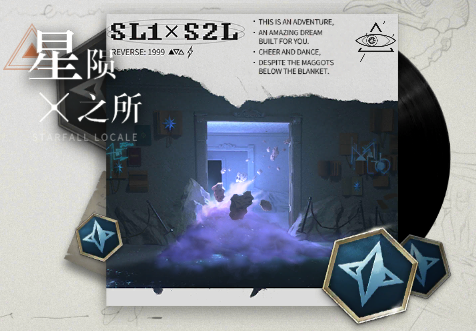 SL1×S2L
REVERSE: 1999
· THIS IS AN ADVENTURE,
· AN AMAZING DREAM
BUILT FOR YOU.
· CHEER AND DANCE,
· DESPITE THE MAGGOTS
BELOW THE BLANKET.
星陨
之所
STARFALL LOCALE